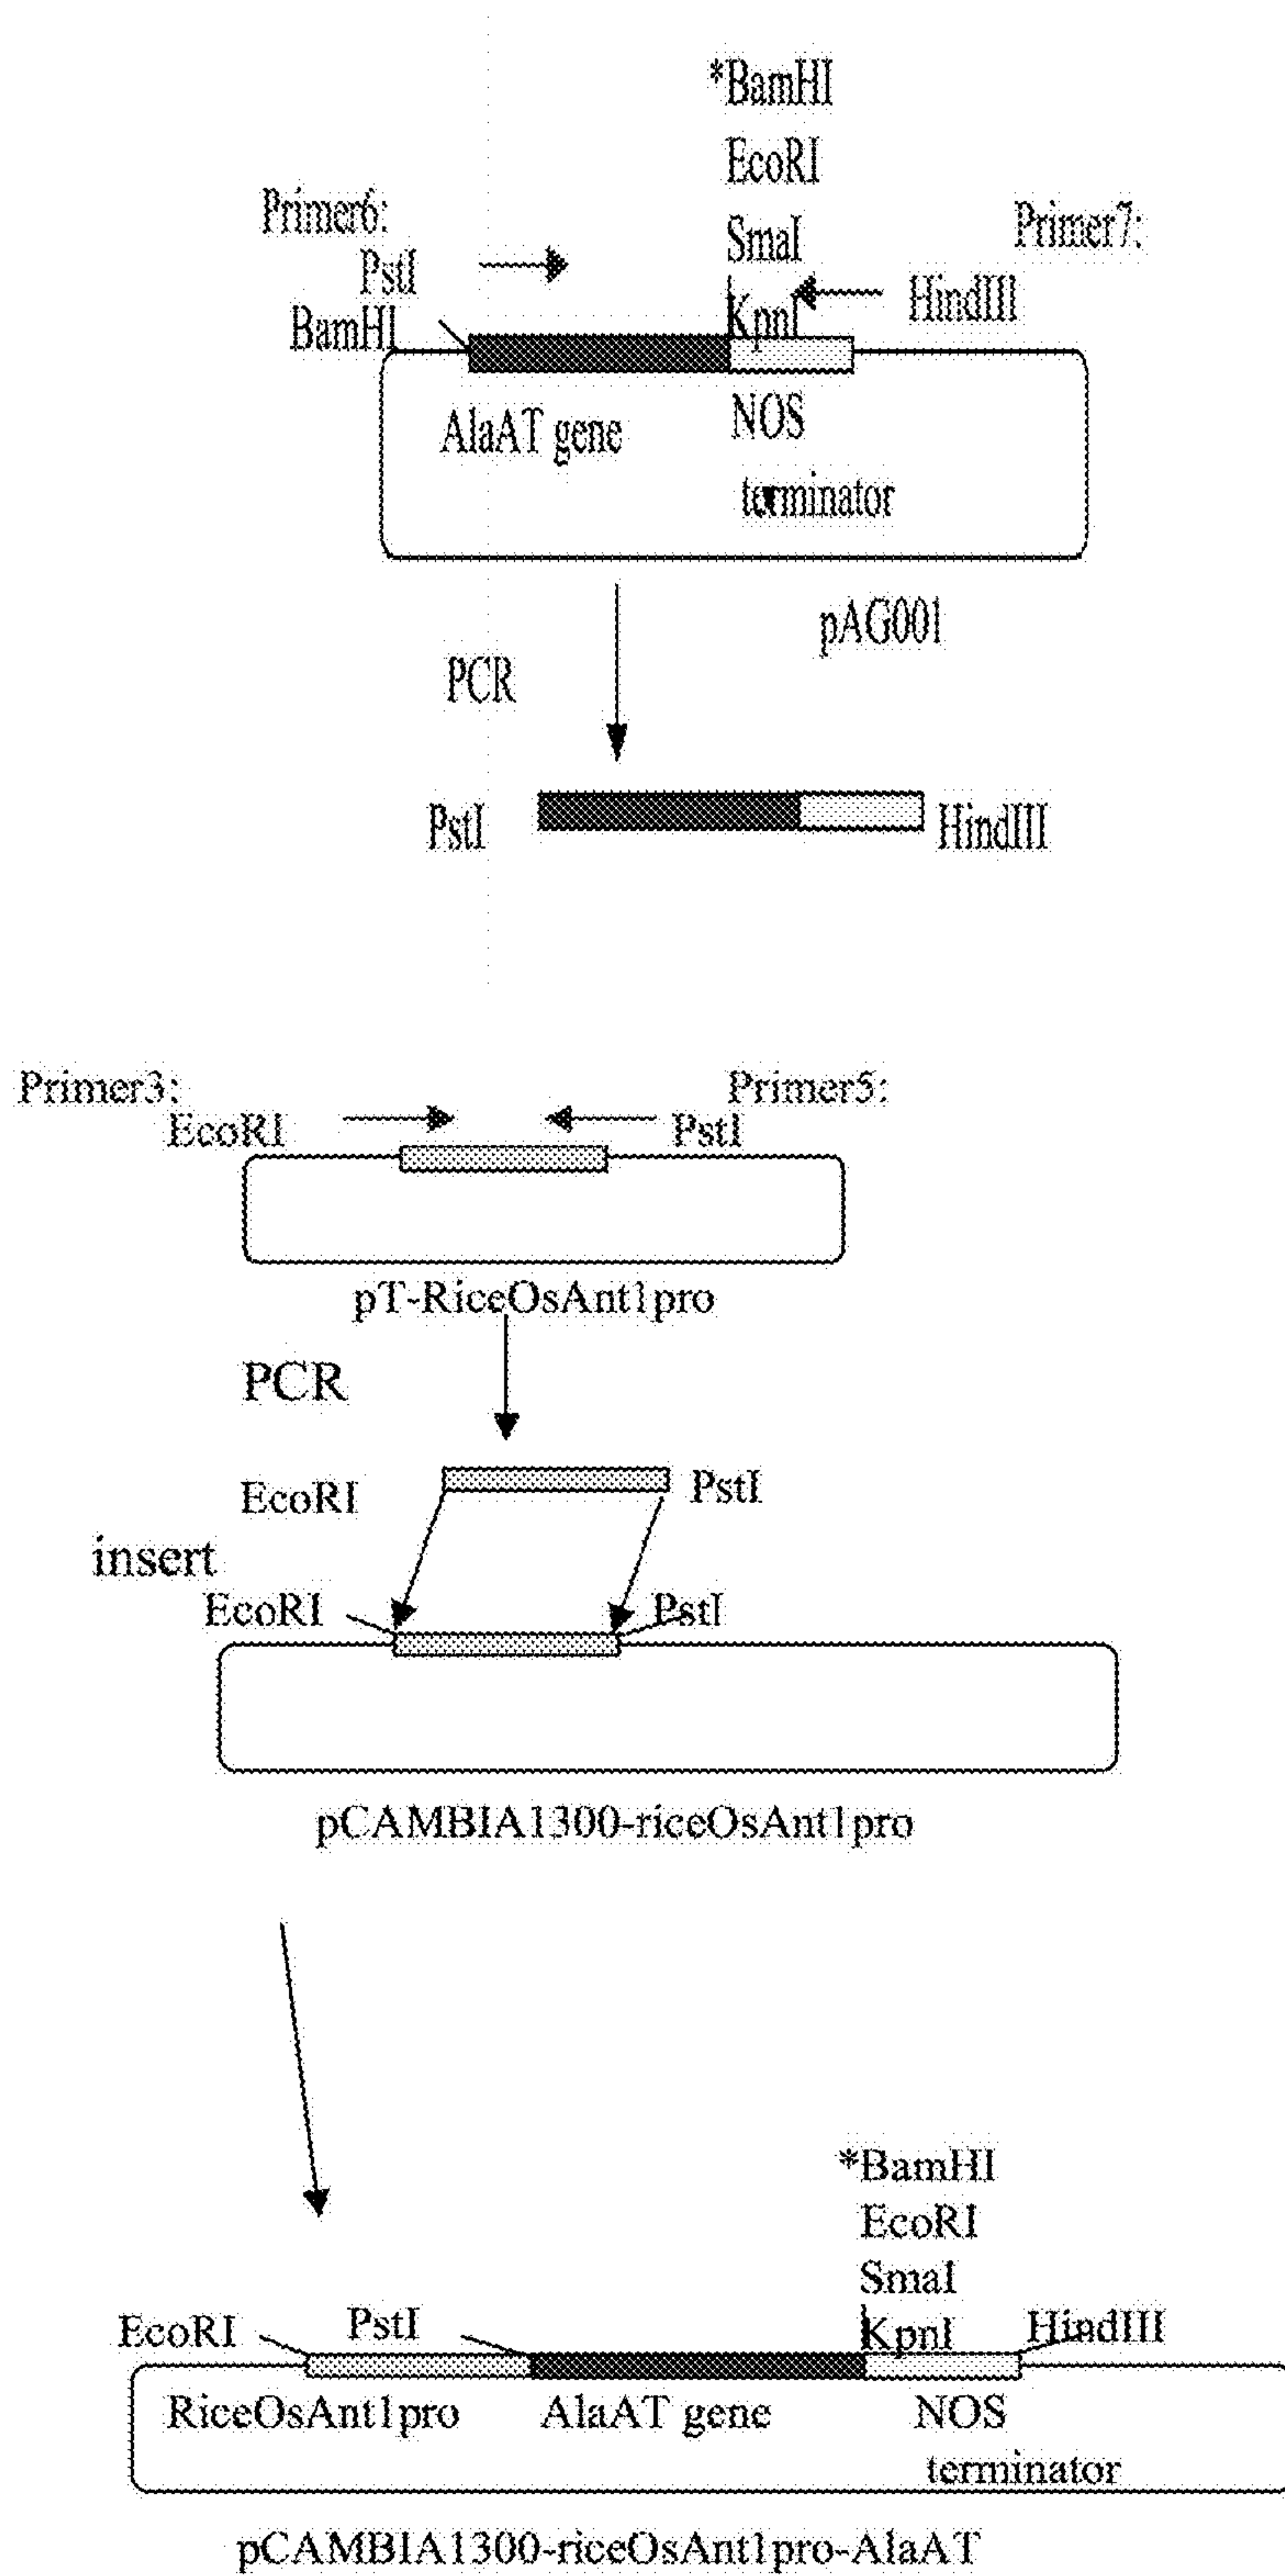 *BamHI
EcoRI
SmaI
KpnI
Primer6:
PstI
BamHI
Primer7:
HindIII
AlaAT gene
NOS
terminator
pAG001
PCR
PstI
HindIII
Primer3:
EcoRI
Primer5:
PstI
pT-RiceOsAnt1pro
PCR
EcoRI
PstI
insert
EcoRI
PstI
pCAMBIA1300-riceOsAnt1pro
*BamHI
EcoRI
SmaI
KpnI
EcoRI
PstI
HindIII
RiceOsAnt1pro
AlaAT gene
NOS
terminator
pCAMBIA1300-riceOsAnt1pro-AlaAT